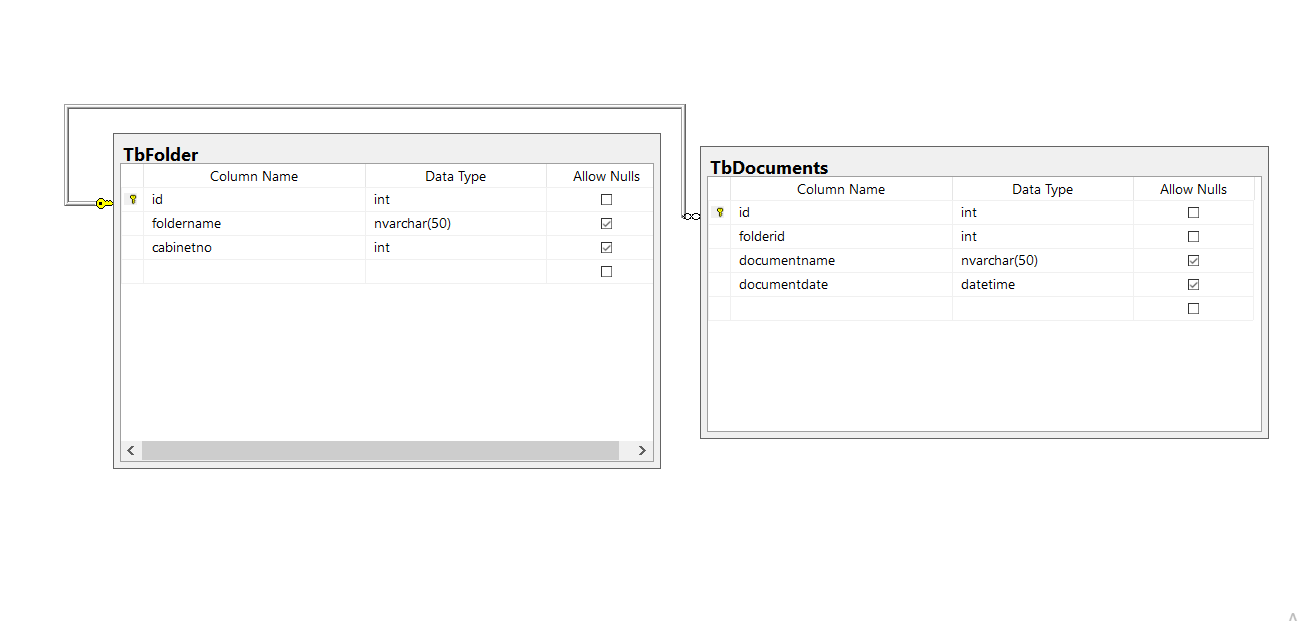 TbFolder
Column Name Data Type Allow Nulls
id int
foldername nvarchar(50)
cabinetno int
TbDocuments
Column Name Data Type Allow Nulls
id int
folderid int
documentname nvarchar(50)
documentdate datetime